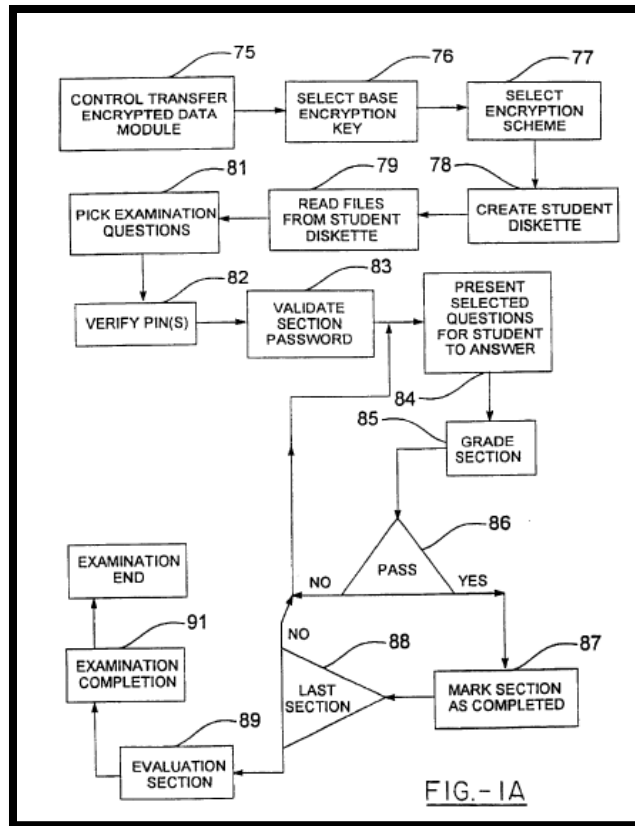 75
CONTROL TRANSFER
ENCRYPTED DATA
MODULE
76
SELECT BASE
ENCRYPTION
KEY
77
SELECT
ENCRYPTION
SCHEME
78
CREATE STUDENT
DISKETTE
79
READ FILES
FROM STUDENT
DISKETTE
81
PICK EXAMINATION
QUESTIONS
82
VERIFY PIN(S)
83
VALIDATE
SECTION
PASSWORD
PRESENT
SELECTED
QUESTIONS
FOR STUDENT
TO ANSWER
84
85
GRADE
SECTION
86
PASS
NO
YES
87
MARK SECTION
AS COMPLETED
88
LAST
SECTION
NO
89
EVALUATION
SECTION
91
EXAMINATION
COMPLETION
EXAMINATION
END
FIG.-1A